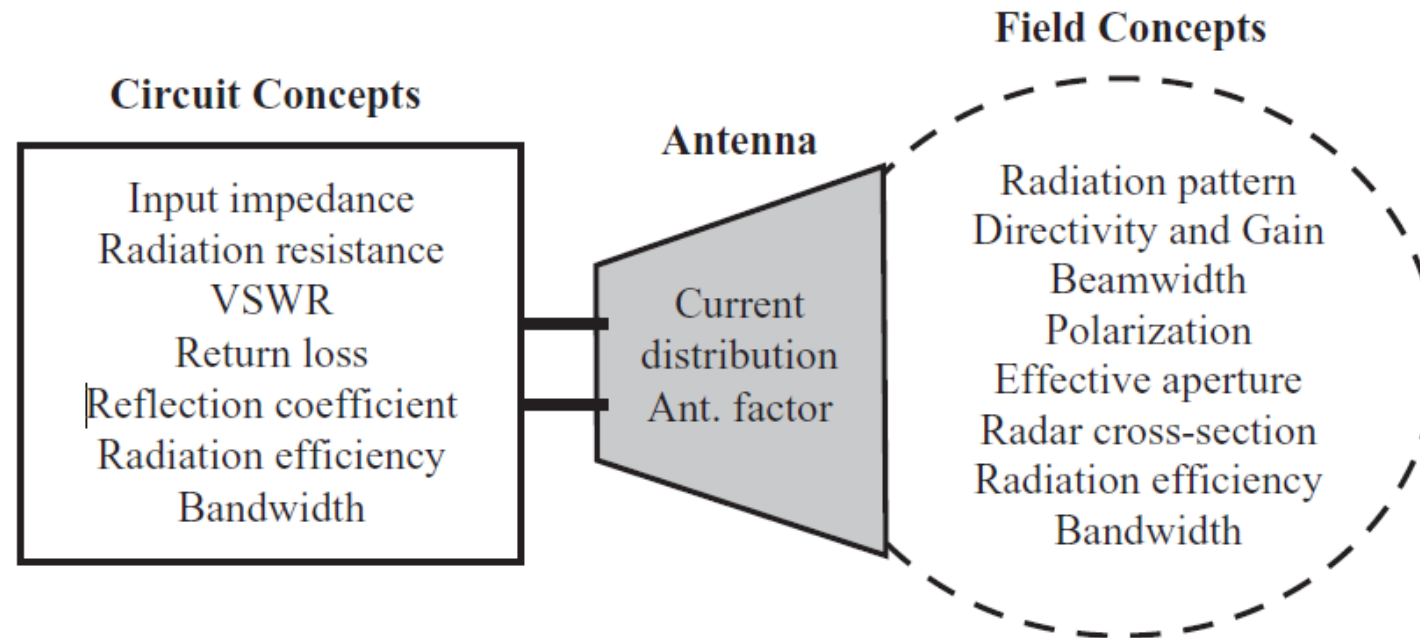 Circuit Concepts
Input impedance
Radiation resistance
VSWR
Return loss
Reflection coefficient
Radiation efficiency
Bandwidth
Antenna
Current
distribution
Ant. factor
Field Concepts
Radiation pattern
Directivity and Gain
Beamwidth
Polarization
Effective aperture
Radar cross-section
Radiation efficiency
Bandwidth